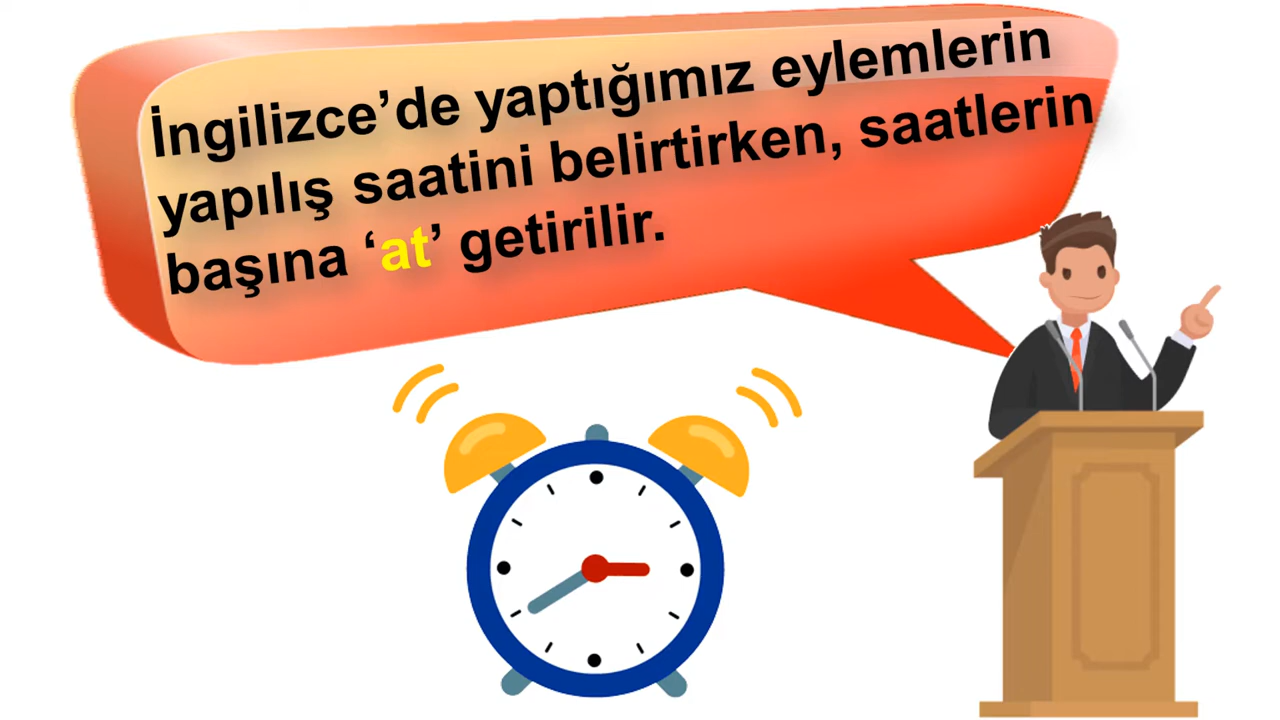 İngilizce’de yaptığımız eylemlerin
yapılış saatini belirtirken, saatlerin
başına ‘at’ getirilir.